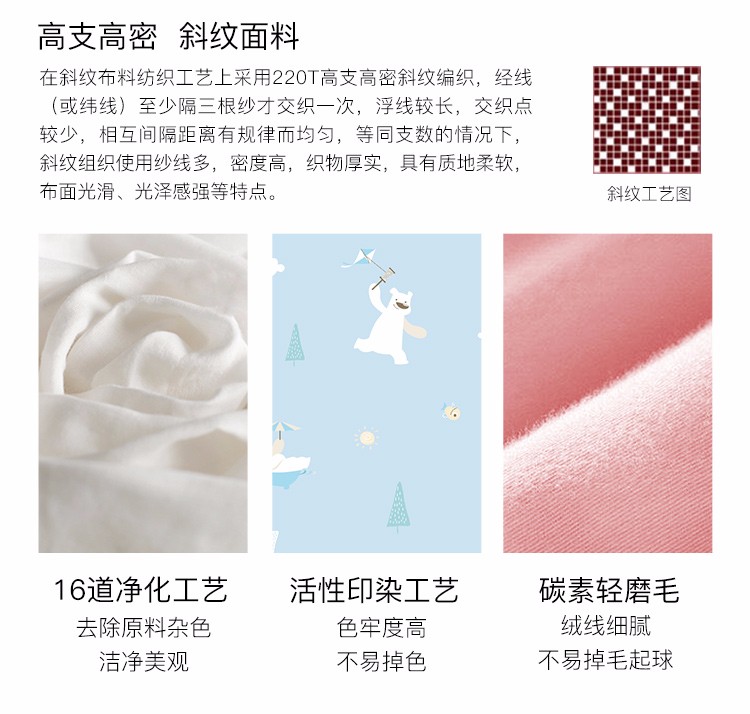 高支高密 斜纹面料
在斜纹布料纺织工艺上采用220T高支高密斜纹编织，经线
（或纬线）至少隔三根纱才交织一次，浮线较长，交织点
较少，相互间隔距离有规律而均匀，等同支数的情况下，
斜纹组织使用纱线多，密度高，织物厚实，具有质地柔软，
布面光滑、光泽感强等特点。
斜纹工艺图
16道净化工艺
去除原料杂色
洁净美观
活性印染工艺
色牢度高
不易掉色
碳素轻磨毛
绒线细腻
不易掉毛起球